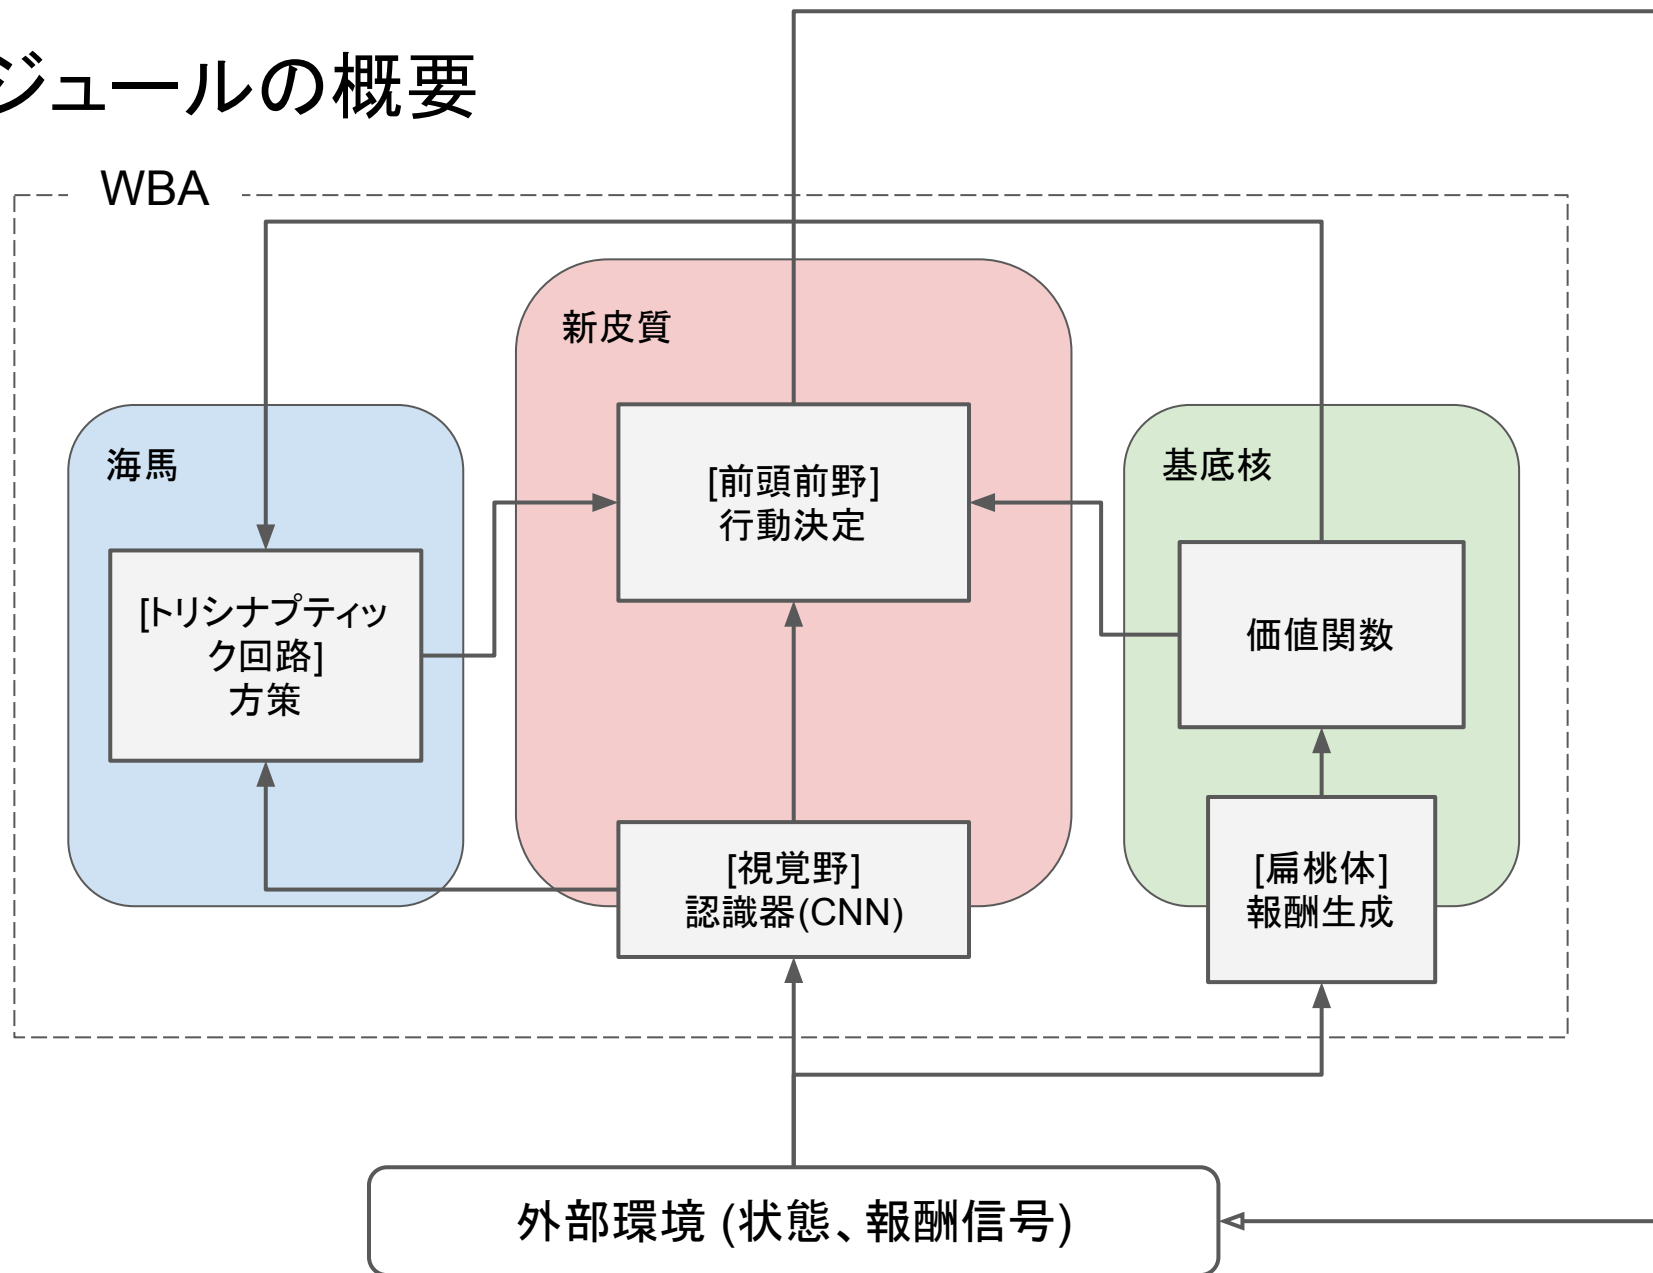 ジュールの概要
WBA
新皮質
海馬
基底核
[前頭前野]
行動決定
[トリシナプティッ
ク回路]
方策
価値関数
[視覚野]
認識器(CNN)
[扁桃体]
報酬生成
外部環境 (状態、報酬信号)